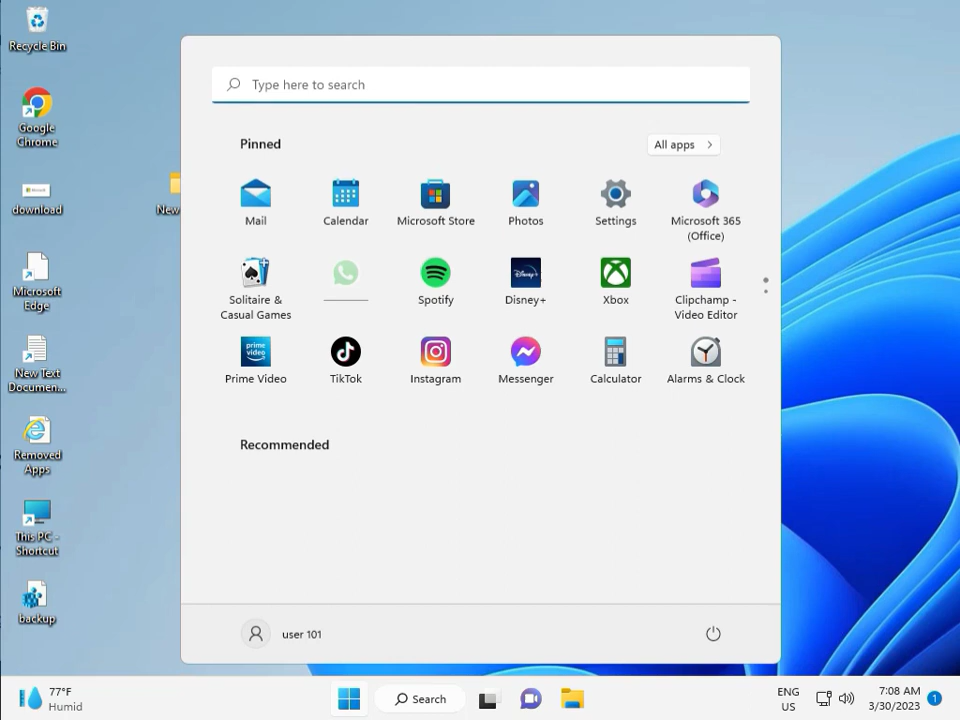 Recycle Bin
Google
Chrome
download
New
Microsoft
Edge
New Text
Documen...
Removed
Apps
This PC -
Shortcut
backup
Type here to search
Pinned
All apps
Mail
Calendar
Microsoft Store
Photos
Settings
Microsoft 365
(Office)
Solitaire &
Casual Games
Spotify
Disney+
Disney+
Xbox
Clipchamp -
Video Editor
prime
video
Prime Video
TikTok
Instagram
Messenger
Calculator
Alarms & Clock
Recommended
user 101
77°F
Humid
Search
ENG
US
7:08 AM
3/30/2023
1